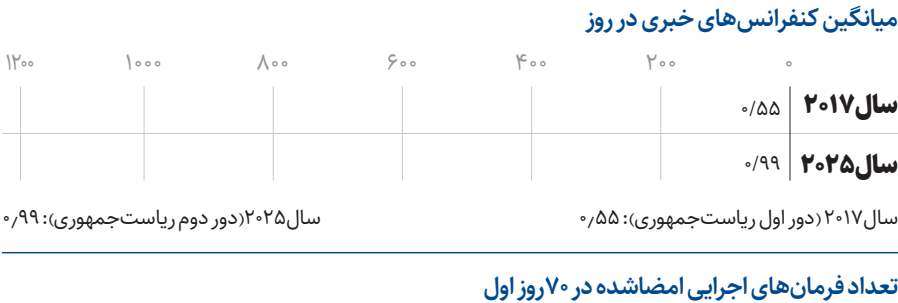 میانگین کنفرانس‌های خبری در روز
۰ ۲۰۰ ۴۰۰ ۶۰۰ ۸۰۰ ۱۰۰۰ ۱۲۰۰
سال۲۰۱۷ ۰/۵۵
سال۲۰۲۵ ۰/۹۹
سال۲۰۱۷ (دور اول ریاست‌جمهوری): ۰٫۵۵ سال۲۰۲۵(دور دوم ریاست‌جمهوری): ۰٫۹۹
تعداد فرمان‌های اجرایی امضاشده در ۷۰روز اول